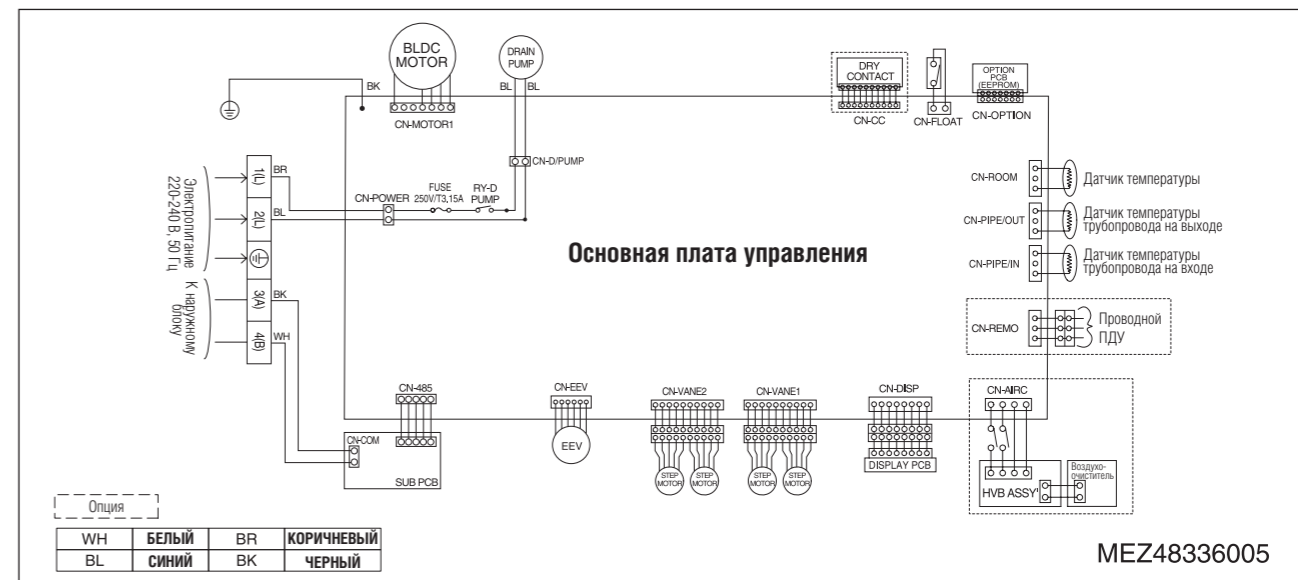 BLDC
MOTOR
DRAIN
PUMP
BK
BL
BL
CN-MOTOR1
CN-D/PUMP
DRY
CONTACT
CN-CC
CN-FLOAT
OPTION
PCB
(EEPROM)
CN-OPTION
Электропитание
220-240 В, 50 Гц
1(L)
BR
2(L)
BL
CN-POWER
FUSE
250V/T3,15A
RY-D
PUMP
К наружному
блоку
3(A)
BK
4(B)
WH
Основная плата управления
CN-ROOM
Датчик температуры
CN-PIPE/OUT
Датчик температуры
трубопровода на выходе
CN-PIPE/IN
Датчик температуры
трубопровода на входе
CN-REMO
Проводной
ПДУ
CN-485
CN-COM
SUB PCB
CN-EEV
EEV
CN-VANE2
STEP
MOTOR
STEP
MOTOR
CN-VANE1
STEP
MOTOR
STEP
MOTOR
CN-DISP
DISPLAY PCB
CN-AIRC
HVB ASSY'
Воздухо-
очиститель
Опция
WH БЕЛЫЙ BR КОРИЧНЕВЫЙ
BL СИНИЙ BK ЧЕРНЫЙ
MEZ48336005